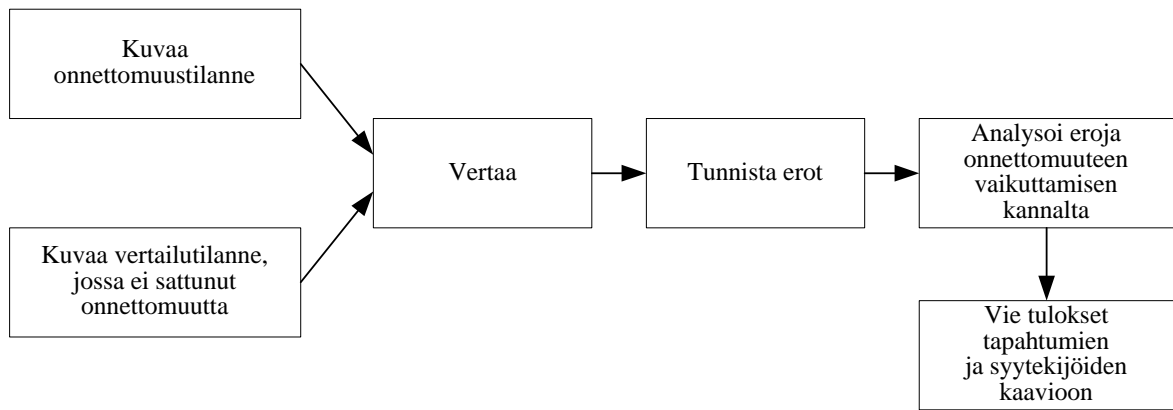 Kuvaa
onnettomuustilanne
Kuvaa vertailutilanne,
jossa ei sattunut
onnettomuutta
Vertaa
Tunnista erot
Analysoi eroja
onnettomuuteen
vaikuttamisen
kannalta
Vie tulokset
tapahtumien
ja syytekijöiden
kaavioon